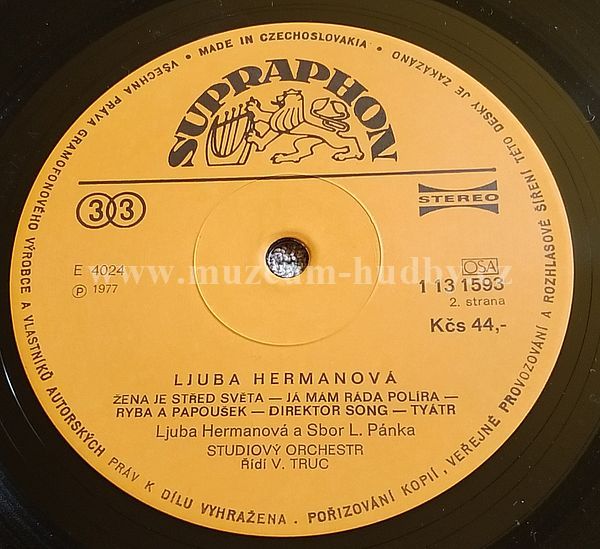 VŠECHNA PRÁVA GRAMOFONOVÉHO VÝROBCE A VLASTNÍKŮ AUTORSKÝCH PRÁV K DÍLU VYHRAŽENA. POŘIZOVÁNÍ KOPIÍ, VEŘEJNÉ PROVOZOVÁNÍ A ROZHLASOVÉ ŠÍŘENÍ TÉTO DESKY JE ZAKÁZÁNO • MADE IN CZECHOSLOVAKIA •
SUPRAPHON
33
STEREO
E 4024
Ⓟ 1977
www.muzeum-hudby.cz
OSA
1 13 1593
2. strana
Kčs 44,-
LJUBA HERMANOVÁ
ŽENA JE STŘED SVĚTA — JÁ MÁM RÁDA POLÍRA —
RYBA A PAPOUŠEK — DIREKTOR SONG — TYÁTR
Ljuba Hermanová a Sbor L. Pánka
STUDIOVÝ ORCHESTR
Řídí V. TRUC